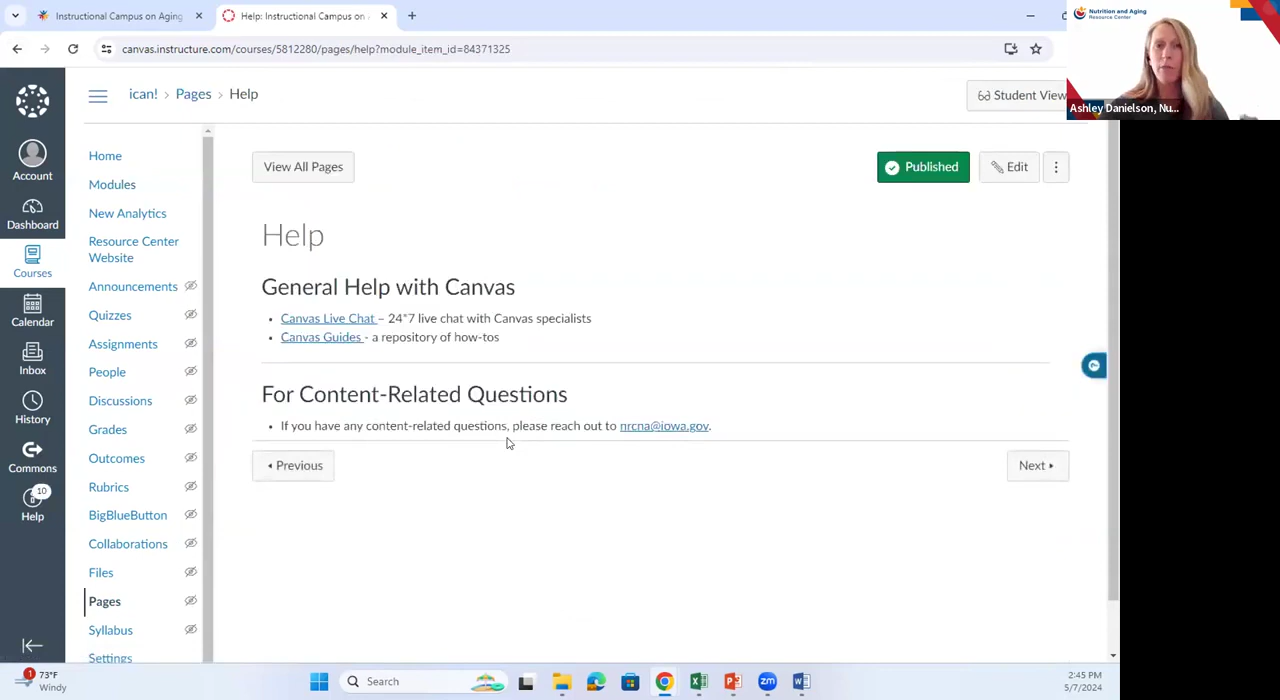 Instructional Campus on Aging
Help: Instructional Campus on
canvas.instructure.com/courses/5812280/pages/help?module_item_id=84371325
Nutrition and Aging
Resource Center
Ashley Danielson, Nu...
ican! › Pages › Help
Student View
Account
Dashboard
Courses
Calendar
Inbox
History
Commons
10
Help
Home
Modules
New Analytics
Resource Center
Website
Announcements
Quizzes
Assignments
People
Discussions
Grades
Outcomes
Rubrics
BigBlueButton
Collaborations
Files
Pages
Syllabus
Settings
View All Pages
Published
Edit
Help
General Help with Canvas
• Canvas Live Chat – 24*7 live chat with Canvas specialists
• Canvas Guides - a repository of how-tos
For Content-Related Questions
• If you have any content-related questions, please reach out to nrcna@iowa.gov.
Previous
Next
1
73°F
Windy
Search
zm
2:45 PM
5/7/2024